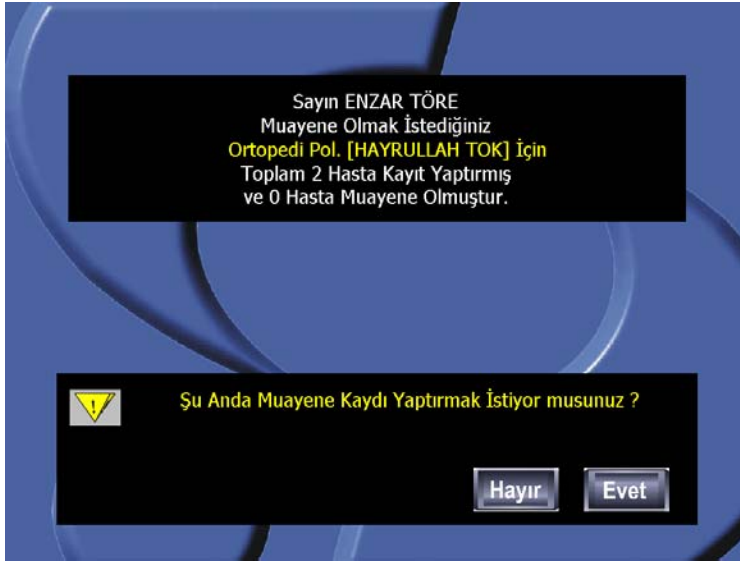 Sayın ENZAR TÖRE
Muayene Olmak İstediğiniz
Ortopedi Pol. [HAYRULLAH TOK] İçin
Toplam 2 Hasta Kayıt Yaptırmış
ve 0 Hasta Muayene Olmuştur.
Şu Anda Muayene Kaydı Yaptırmak İstiyor musunuz ?
Hayır Evet